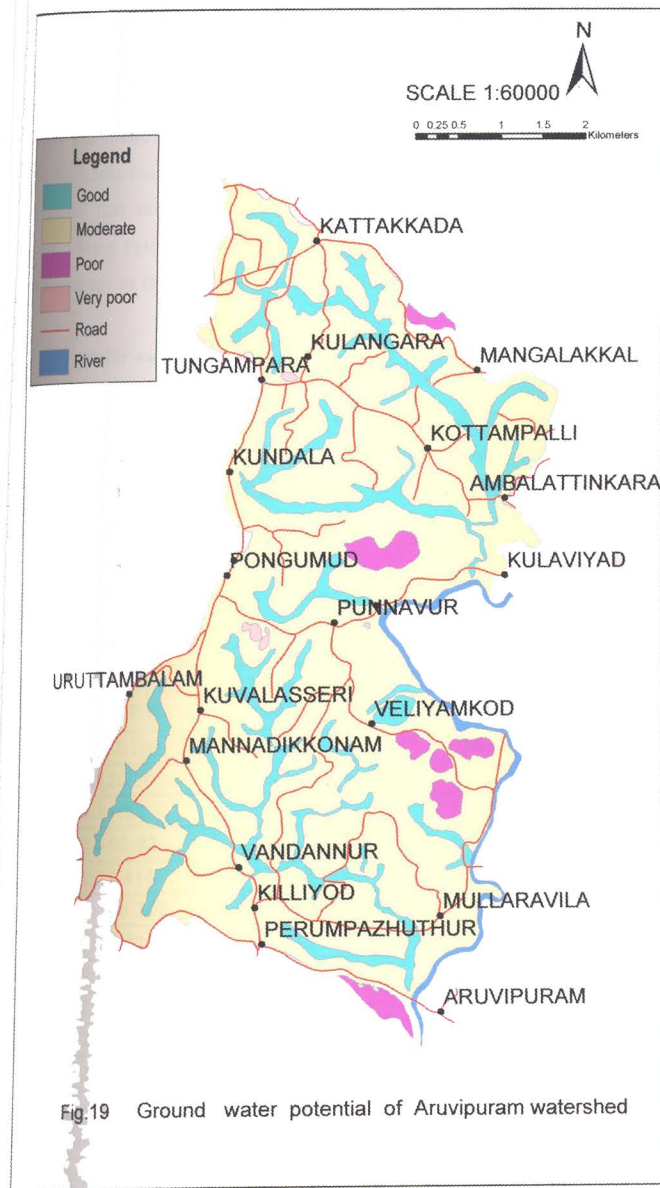 N
SCALE 1:60000
0 0.25 0.5 1 1.5 2
Kilometers
Legend
Good
Moderate
Poor
Very poor
Road
River
KATTAKKADA
KULANGARA
MANGALAKKAL
TUNGAMPARA
KOTTAMPALLI
KUNDALA
AMBALATTINKARA
PONGUMUD
KULAVIYAD
PUNNAVUR
URUTTAMBALAM
KUVALASSERI
VELIYAMKOD
MANNADIKKONAM
VANDANNUR
KILLIYOD
MULLARAVILA
PERUMPAZHUTHUR
ARUVIPURAM
Fig.19 Ground water potential of Aruvipuram watershed